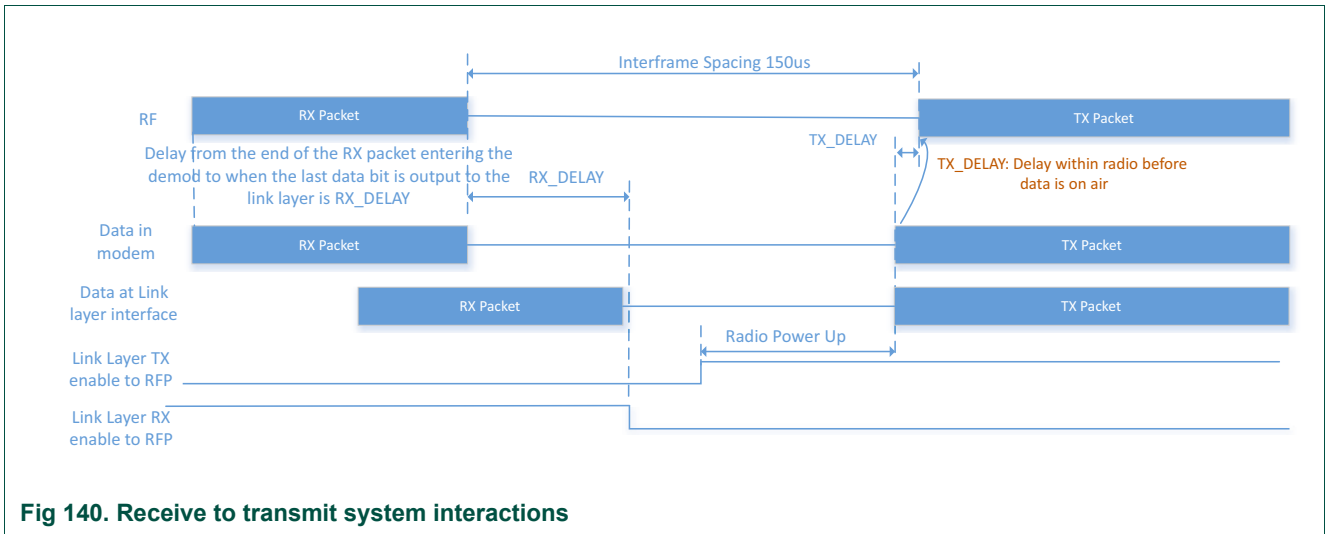 Interframe Spacing 150us
RF
RX Packet
TX Packet
TX_DELAY
Delay from the end of the RX packet entering the
demod to when the last data bit is output to the
link layer is RX_DELAY
RX_DELAY
TX_DELAY: Delay within radio before
data is on air
Data in
modem
RX Packet
TX Packet
Data at Link
layer interface
RX Packet
TX Packet
Radio Power Up
Link Layer TX
enable to RFP
Link Layer RX
enable to RFP
Fig 140. Receive to transmit system interactions